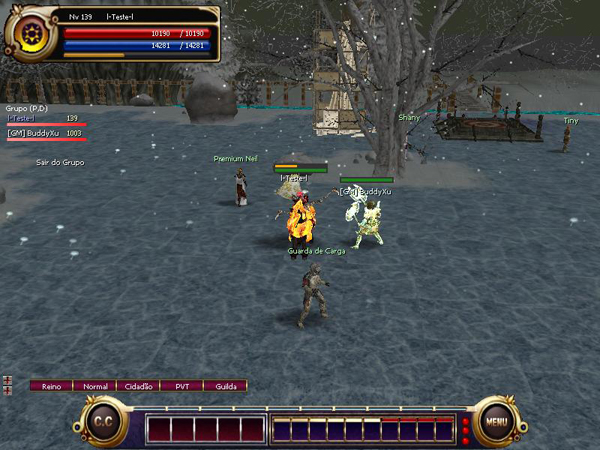 Nv 139 l-Teste-l
10190 / 10190
14281 / 14281
Grupo (P,D)
l-Teste-l 139
[GM] BuddyXu 1003
Sair do Grupo
Shany
Tiny
Premium Neil
l-Teste-l
[GM] BuddyXu
Guarda de Carga
Reino Normal Cidadão PVT Guilda
C.C
MENU